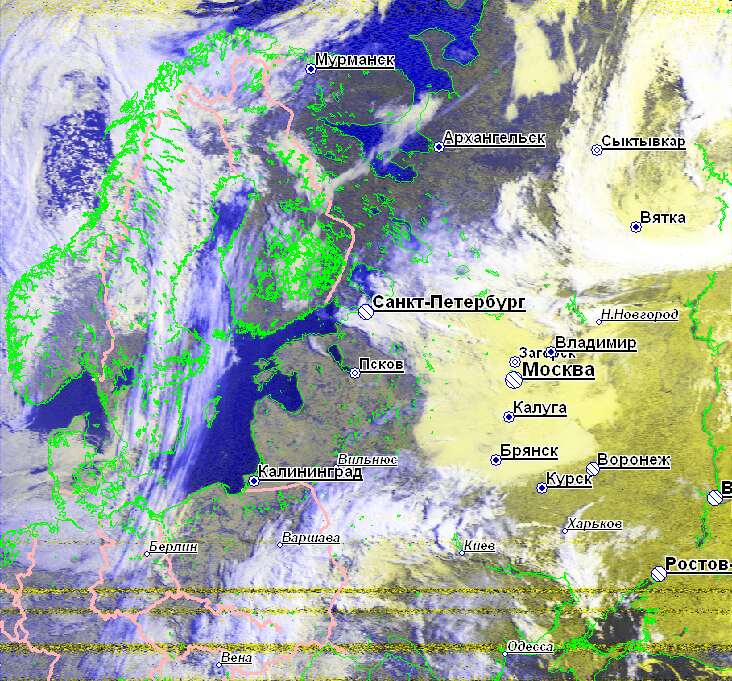 Мурманск
Архангельск
Сыктывкар
Вятка
Санкт-Петербург
Н.Новгород
Владимир
Псков
Москва
Калуга
Брянск
Вильнюс
Воронеж
Калининград
Курск
Харьков
Варшава
Берлин
Киев
Ростов-
Одесса
Вена